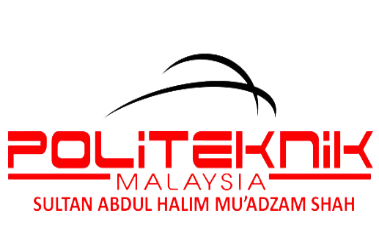 POLiTEKNiK
MALAYSIA
SULTAN ABDUL HALIM MU'ADZAM SHAH